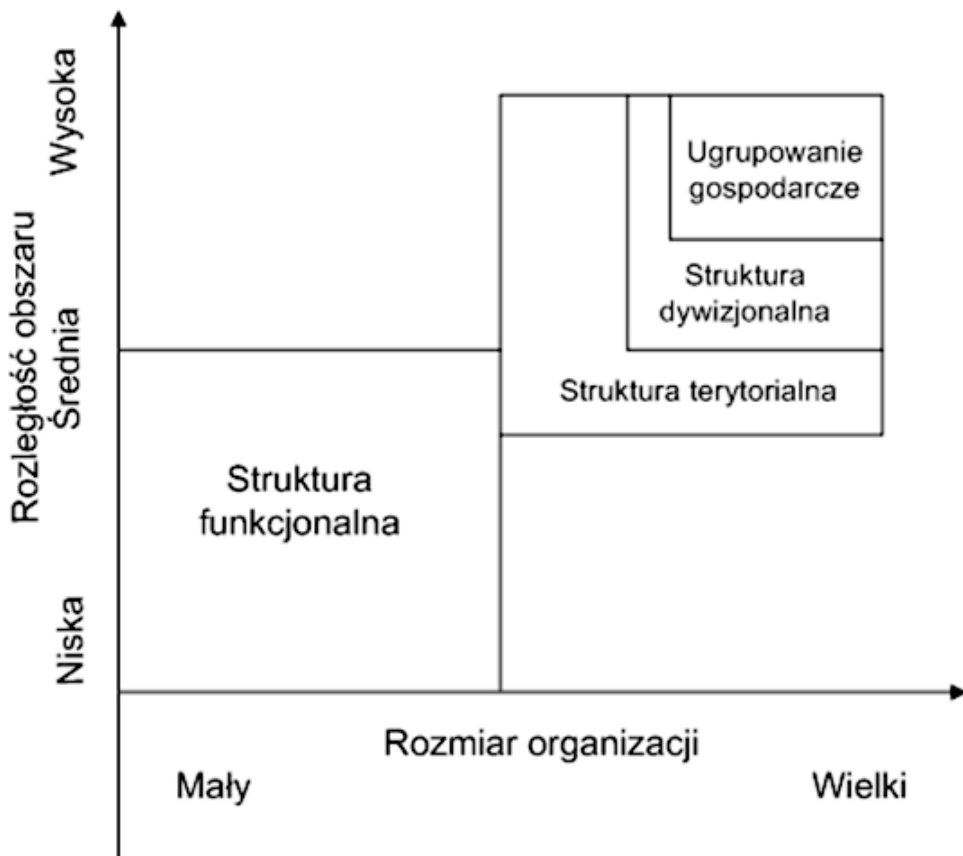 Rozległość obszaru
Wysoka
Średnia
Niska
Ugrupowanie
gospodarcze
Struktura
dywizjonalna
Struktura terytorialna
Struktura
funkcjonalna
Rozmiar organizacji
Mały
Wielki